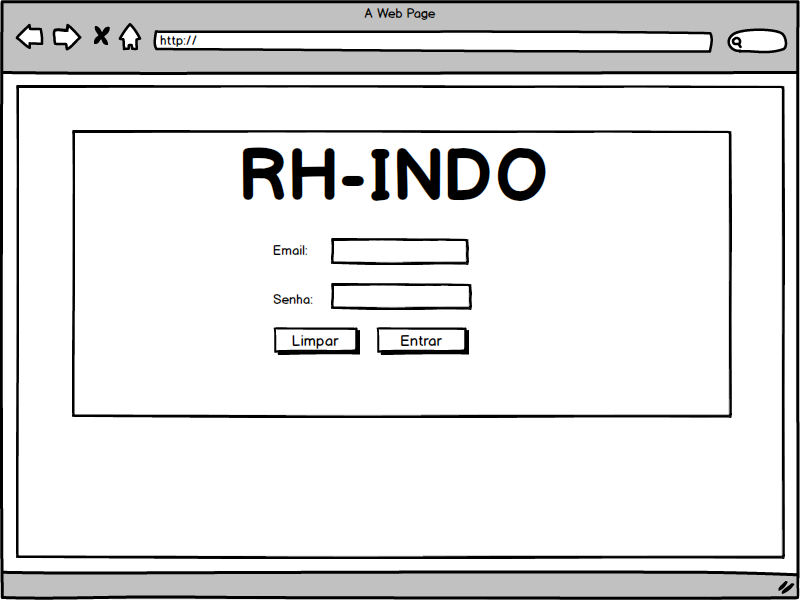 A Web Page
http://
RH-INDO
Email:
Senha:
Limpar Entrar